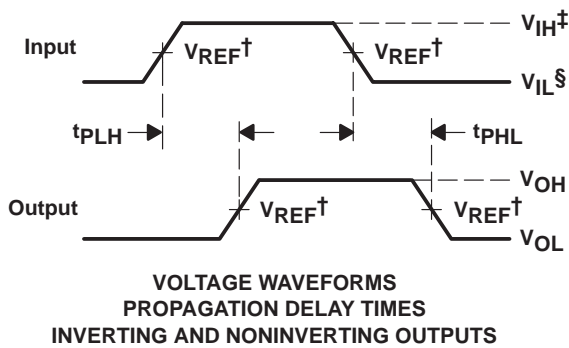 VIH‡
Input VREF† VREF†
VIL§
tPLH tPHL
VOH
Output VREF† VREF†
VOL
VOLTAGE WAVEFORMS
PROPAGATION DELAY TIMES
INVERTING AND NONINVERTING OUTPUTS